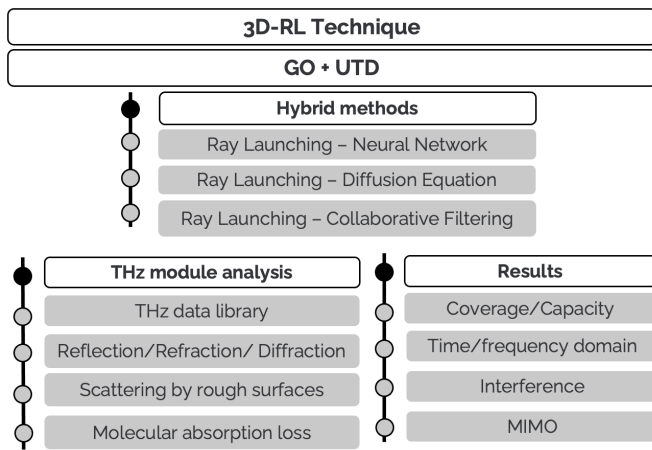 3D-RL Technique
GO + UTD
Hybrid methods
Ray Launching – Neural Network
Ray Launching – Diffusion Equation
Ray Launching – Collaborative Filtering
THz module analysis
THz data library
Reflection/Refraction/ Diffraction
Scattering by rough surfaces
Molecular absorption loss
Results
Coverage/Capacity
Time/frequency domain
Interference
MIMO